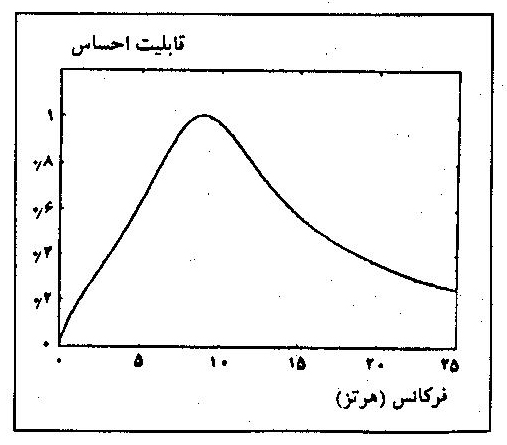 قابلیت احساس
۱
۰٫۸
۰٫۶
۰٫۴
۰٫۲
۰
۰ ۵ ۱۰ ۱۵ ۲۰ ۲۵
فرکانس (هرتز)